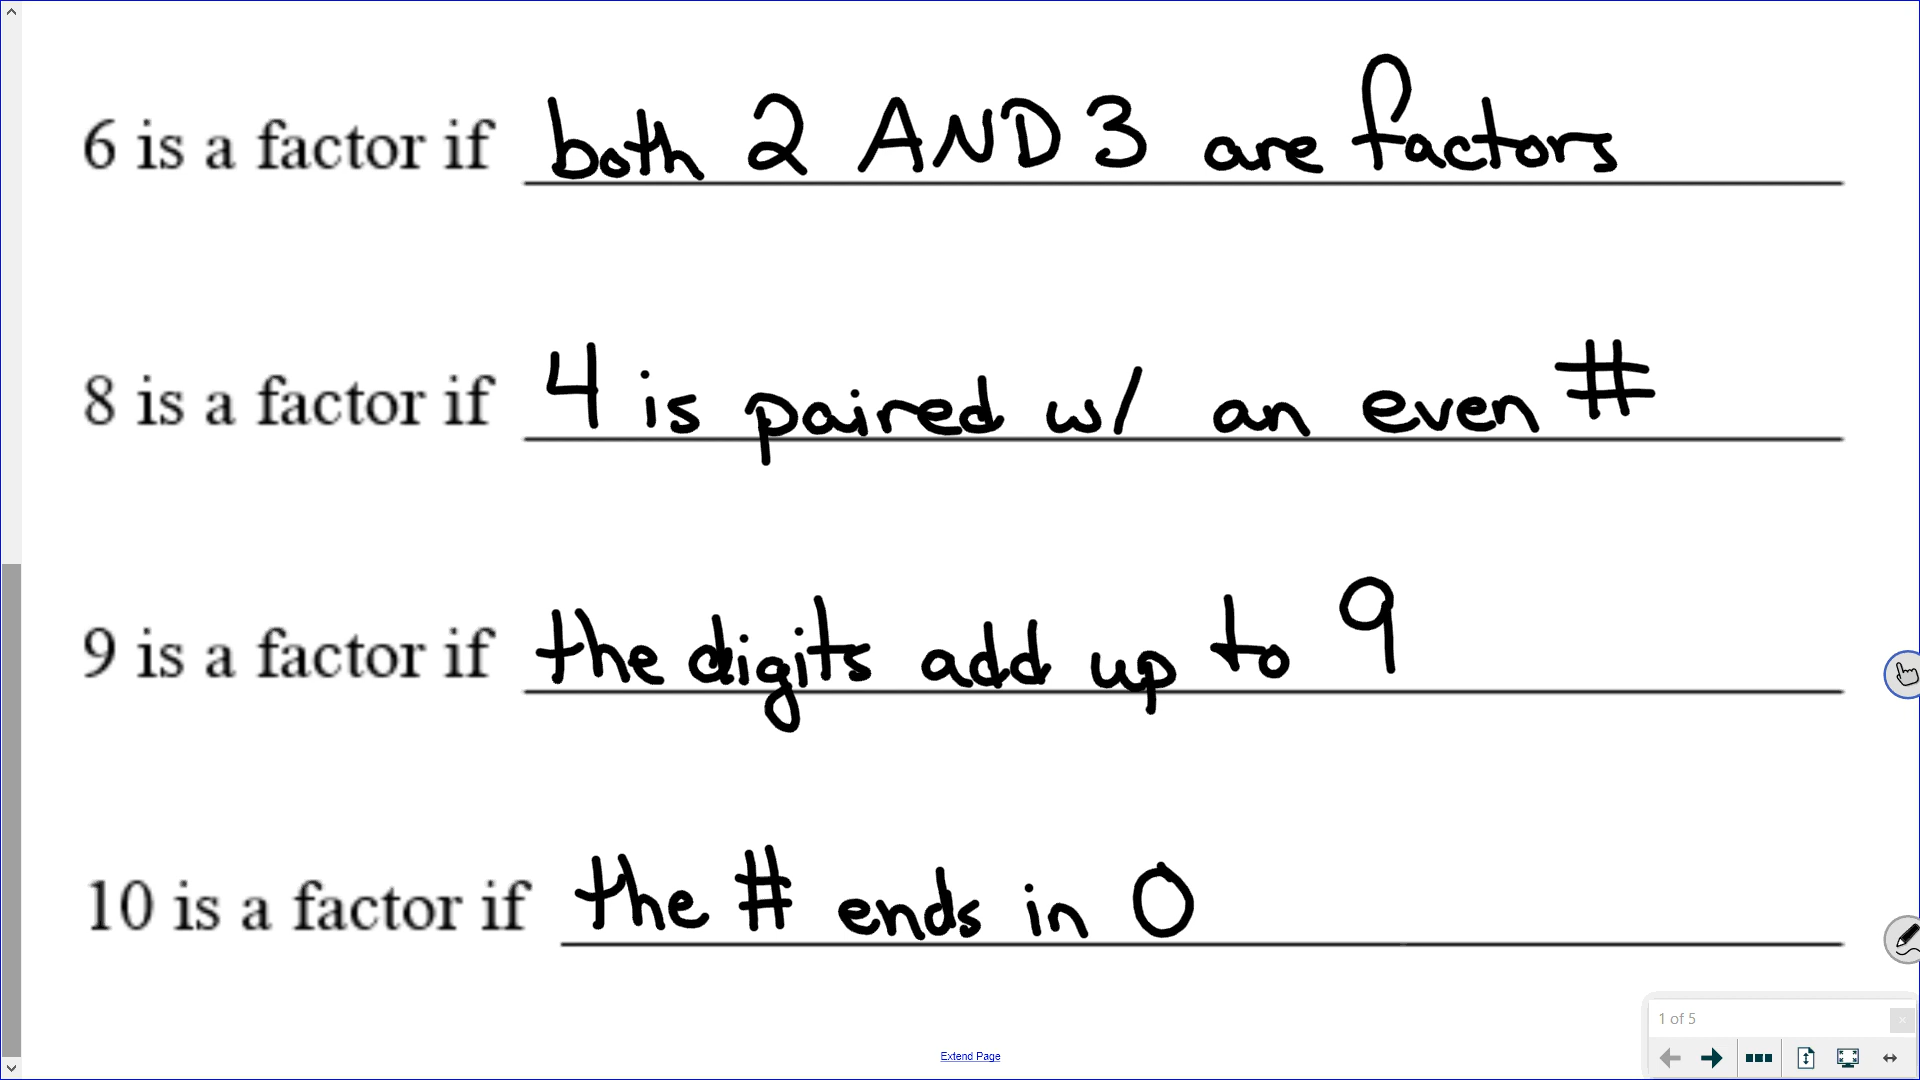 6 is a factor if both 2 AND 3 are factors
8 is a factor if 4 is paired w/ an even #
9 is a factor if the digits add up to 9
10 is a factor if the # ends in 0
1 of 5
Extend Page